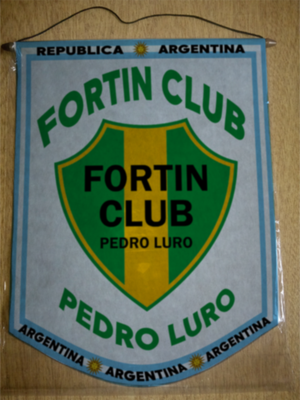 REPUBLICA ARGENTINA
FORTIN CLUB
FORTIN
CLUB
PEDRO LURO
PEDRO LURO
ARGENTINA ARGENTINA ARGENTINA